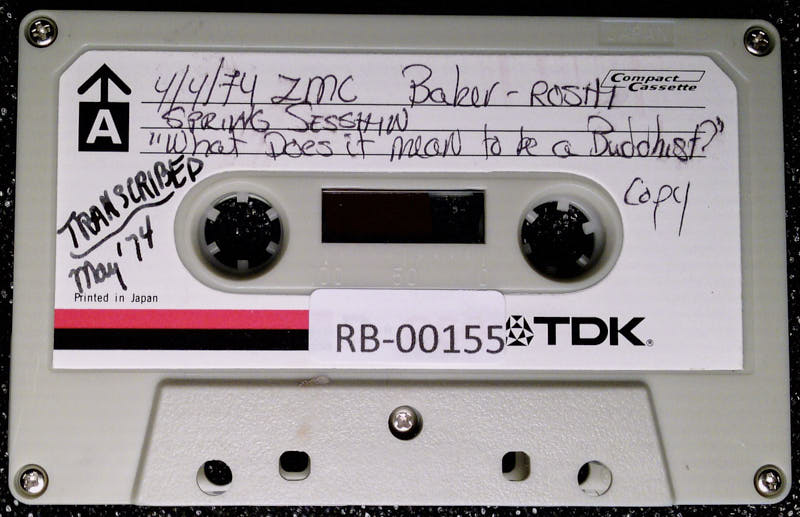 4/4/74 ZMC Baker-ROSHI
Compact
Cassette
A
SPRING SESSHIN
"What Does it mean to be a Buddhist?"
TRANSCRIBED
May '74
Copy
Printed in Japan
100 50 0
RB-00155
TDK®